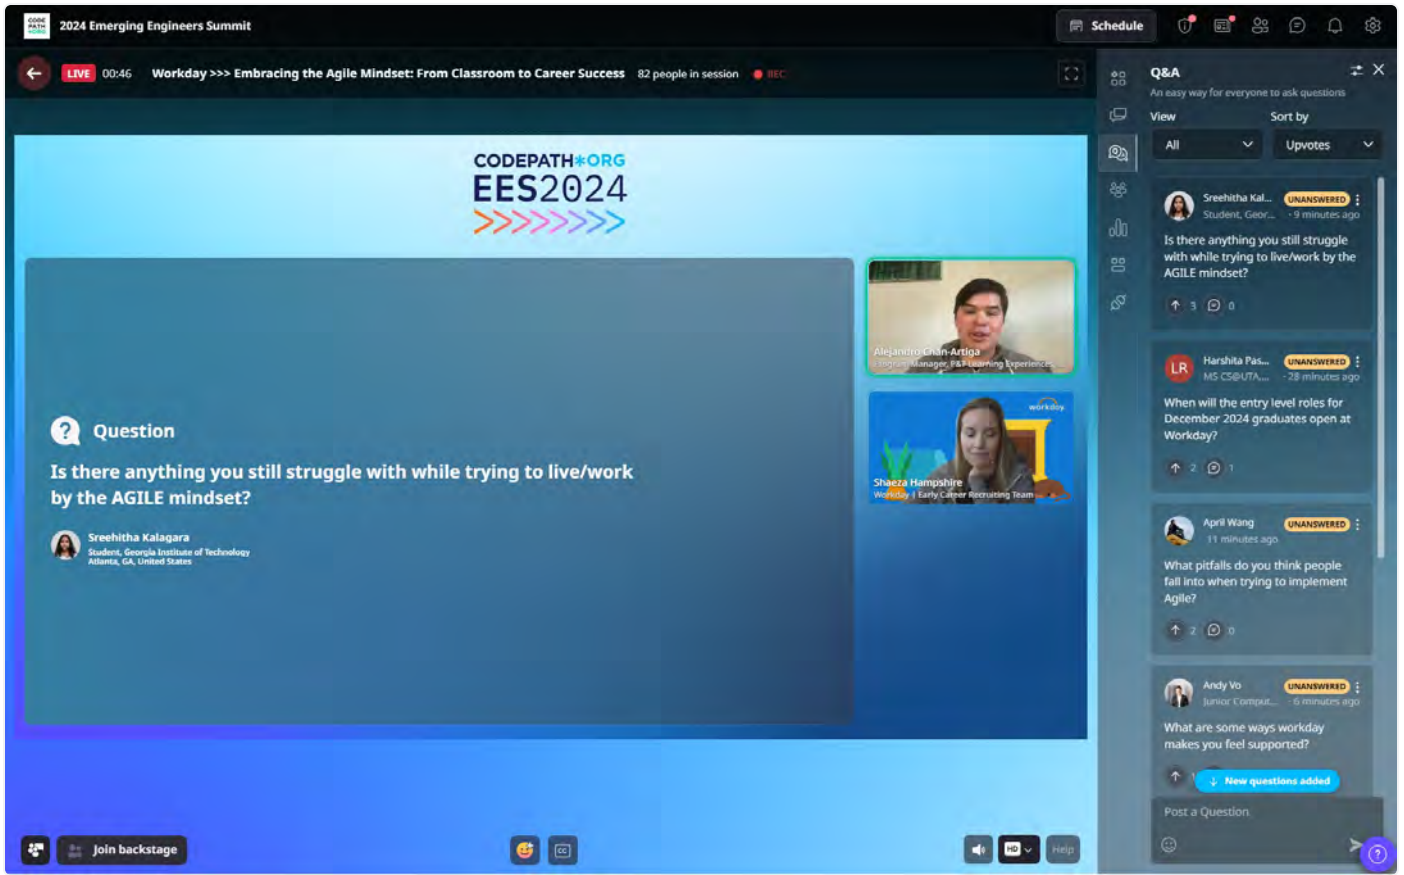 CODE
PATH
*ORG
2024 Emerging Engineers Summit
Schedule
LIVE 00:46 Workday >>> Embracing the Agile Mindset: From Classroom to Career Success 82 people in session REC
CODEPATH*ORG
EES2024
Question
Is there anything you still struggle with while trying to live/work
by the AGILE mindset?
Sreehitha Kalagara
Student, Georgia Institute of Technology
Atlanta, GA, United States
Alejandro Chan-Artiga
Manager, P&T Learning Experiences,
workday
Shaeza Hampshire
Workday | Early Career Recruiting Team
Q&A
An easy way for everyone to ask questions
View Sort by
All Upvotes
Sreehitha Kal... UNANSWERED
Student, Geor... · 9 minutes ago
Is there anything you still struggle
with while trying to live/work by the
AGILE mindset?
3 0
LR
Harshita Pas... UNANSWERED
MS CS@UTA,... · 28 minutes ago
When will the entry level roles for
December 2024 graduates open at
Workday?
2 1
April Wang UNANSWERED
11 minutes ago
What pitfalls do you think people
fall into when trying to implement
Agile?
2 0
Andy Vo UNANSWERED
Junior Comput... · 6 minutes ago
What are some ways workday
makes you feel supported?
New questions added
Post a Question
Join backstage
CC
HD
Help
?